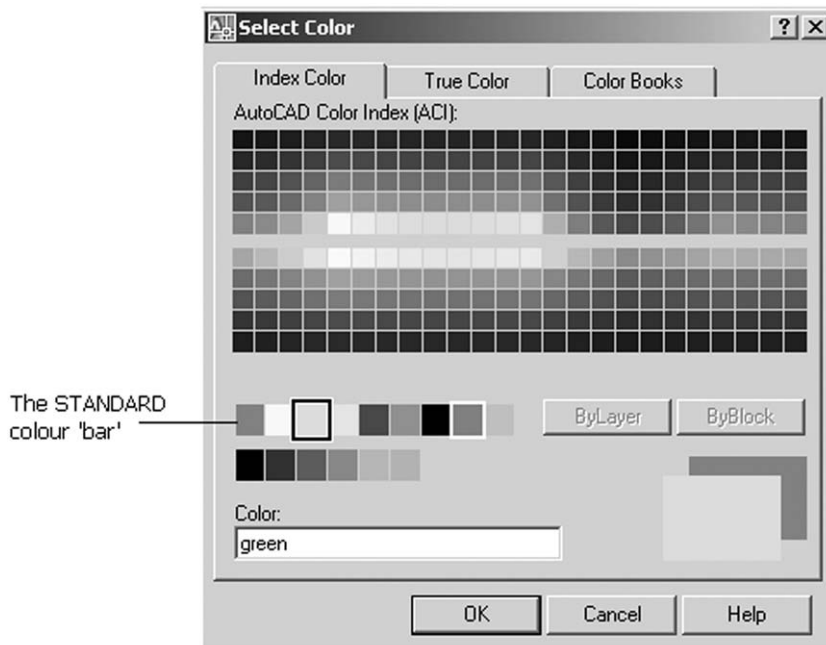 Select Color
Index Color True Color Color Books
AutoCAD Color Index (ACI):
The STANDARD
colour 'bar'
ByLayer ByBlock
Color:
green
OK Cancel Help